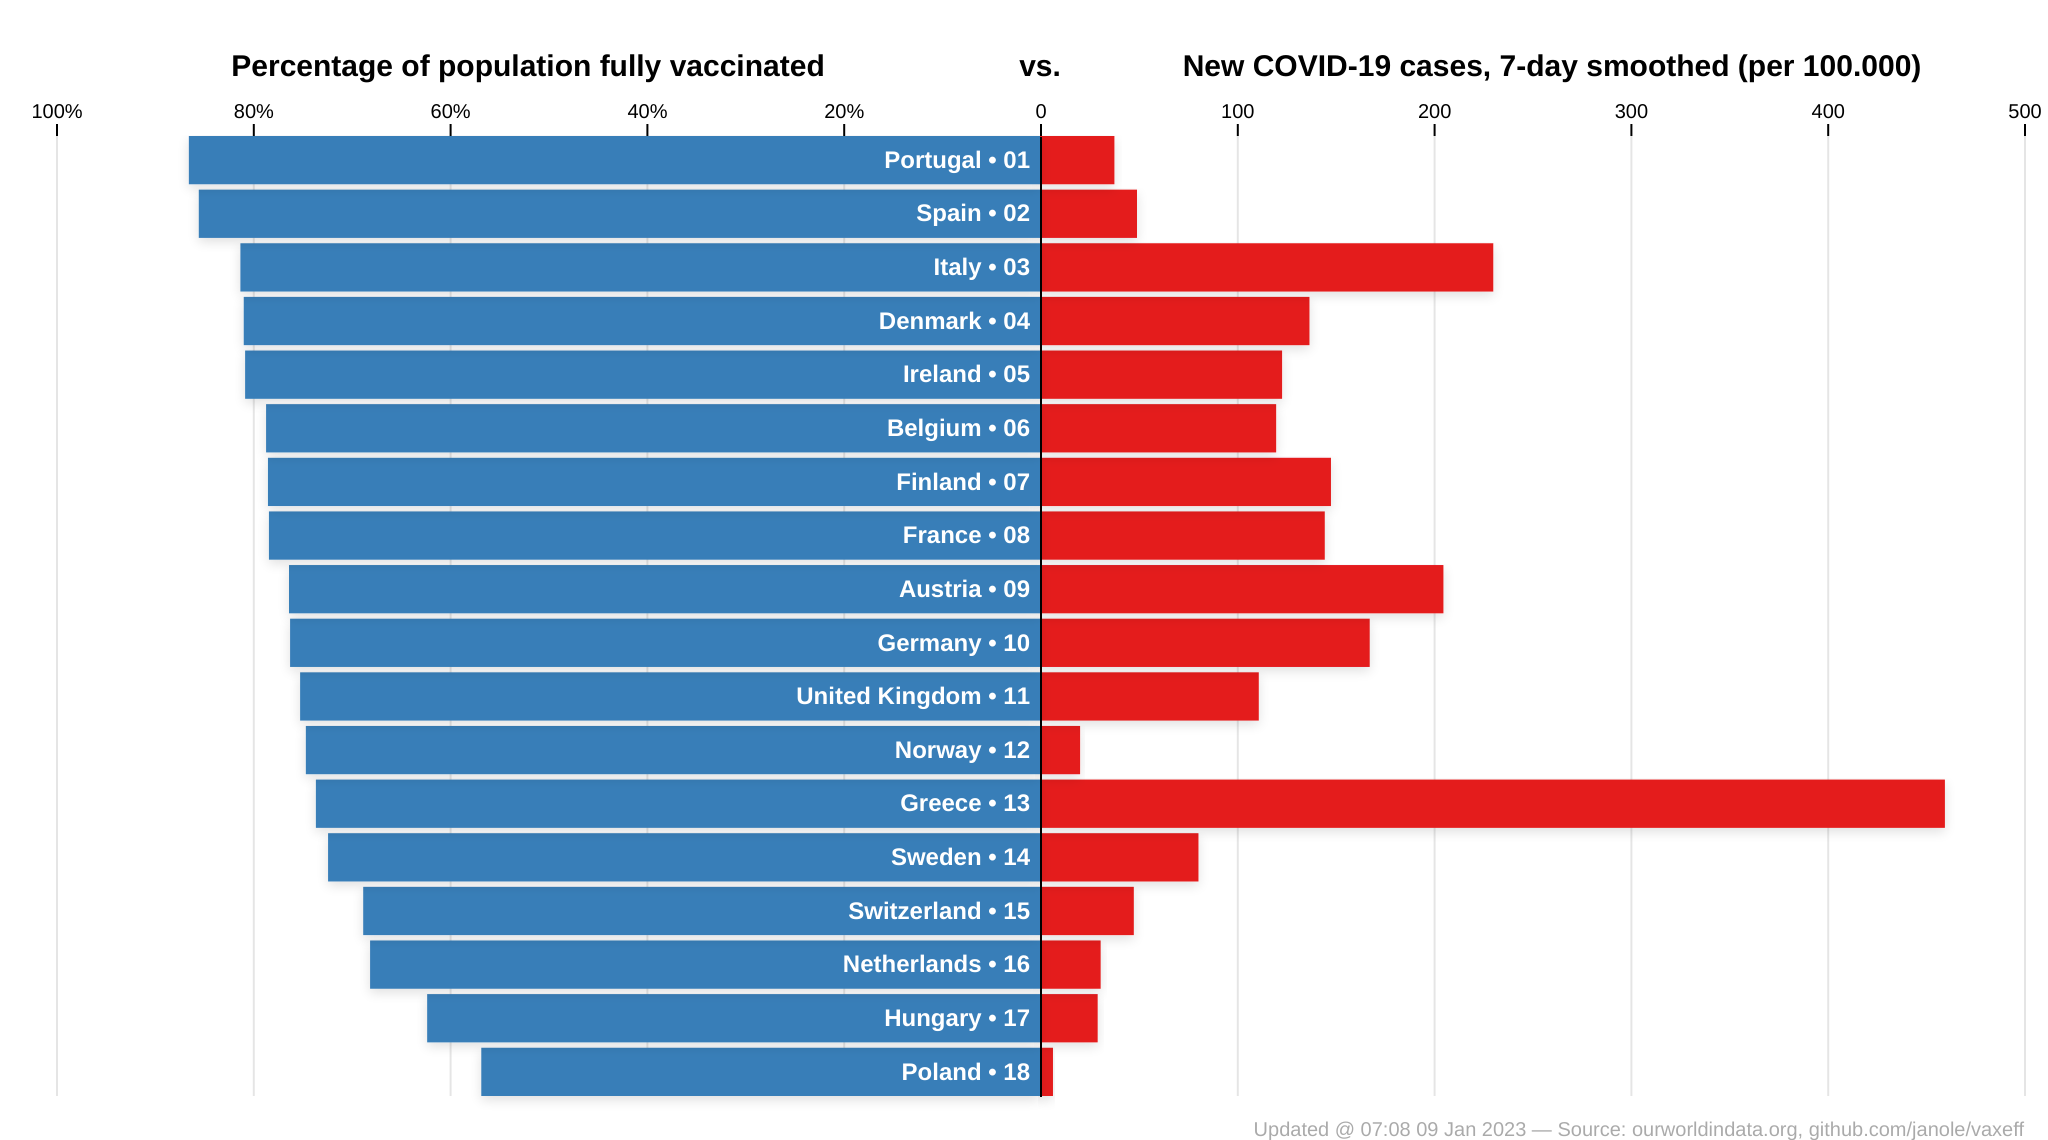 Percentage of population fully vaccinated vs. New COVID-19 cases, 7-day smoothed (per 100.000)
100% 80% 60% 40% 20% 0 100 200 300 400 500
Portugal • 01
Spain • 02
Italy • 03
Denmark • 04
Ireland • 05
Belgium • 06
Finland • 07
France • 08
Austria • 09
Germany • 10
United Kingdom • 11
Norway • 12
Greece • 13
Sweden • 14
Switzerland • 15
Netherlands • 16
Hungary • 17
Poland • 18
Updated @ 07:08 09 Jan 2023 — Source: ourworldindata.org, github.com/janole/vaxeff